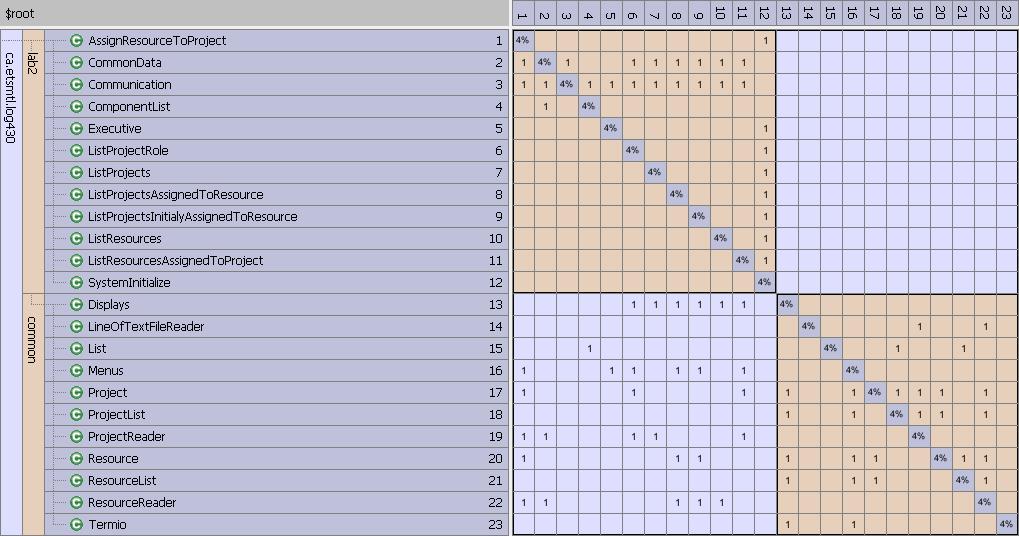 $root 1 2 3 4 5 6 7 8 9 10 11 12 13 14 15 16 17 18 19 20 21 22 23
ca.etsmtl.log430
lab2
AssignResourceToProject 1 4% 1
CommonData 2 1 4% 1 1 1 1 1 1 1
Communication 3 1 1 4% 1 1 1 1 1 1 1 1
ComponentList 4 1 4%
Executive 5 4% 1
ListProjectRole 6 4% 1
ListProjects 7 4% 1
ListProjectsAssignedToResource 8 4% 1
ListProjectsInitialyAssignedToResource 9 4% 1
ListResources 10 4% 1
ListResourcesAssignedToProject 11 4% 1
SystemInitialize 12 4%
common
Displays 13 1 1 1 1 1 1 4%
LineOfTextFileReader 14 4% 1 1
List 15 1 4% 1 1
Menus 16 1 1 1 1 1 1 4%
Project 17 1 1 1 1 1 4% 1 1 1 1
ProjectList 18 1 1 4% 1 1 1
ProjectReader 19 1 1 1 1 1 4%
Resource 20 1 1 1 1 1 1 4% 1 1
ResourceList 21 1 1 1 4% 1
ResourceReader 22 1 1 1 1 1 4%
Termio 23 1 1 4%